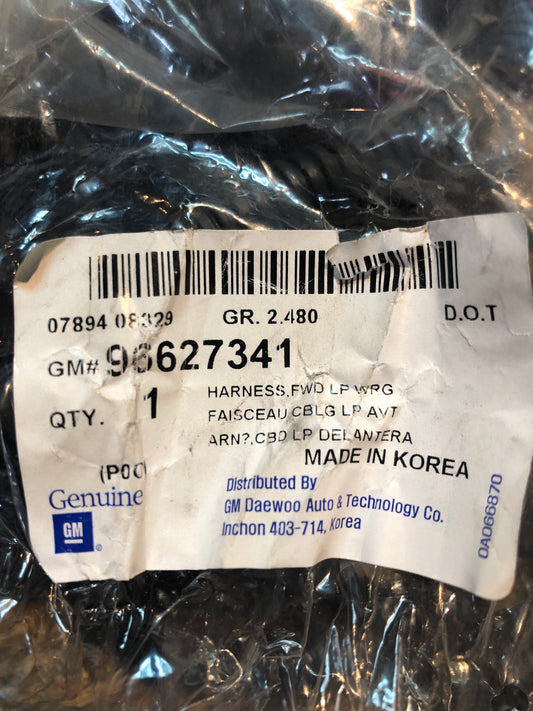 07894 08329 GR. 2.480 D.O.T
GM# 96627341
QTY. 1
HARNESS,FWD LP WRG
FAISCEAU,CBLG LP AVT
ARN?,CBD LP DELANTERA
MADE IN KOREA
Genuine
GM
Distributed By
GM Daewoo Auto & Technology Co.
Inchon 403-714, Korea
0A066870